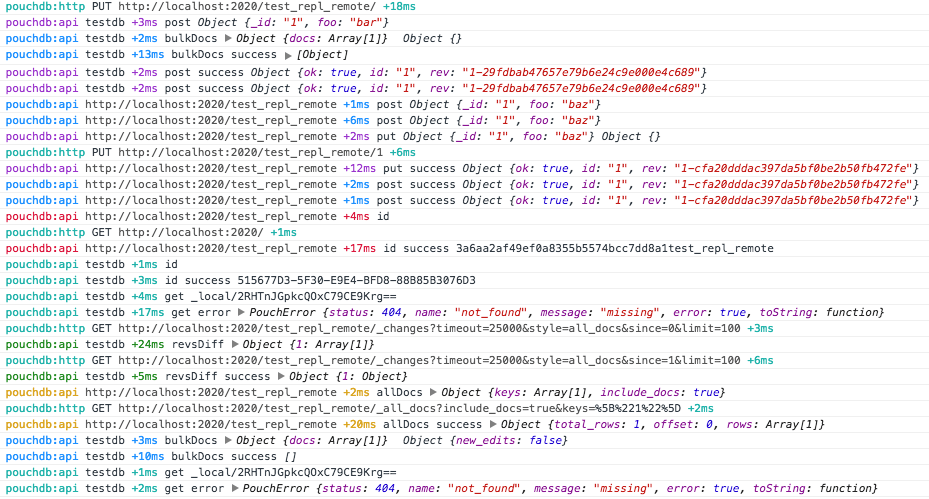 pouchdb:http PUT http://localhost:2020/test_repl_remote/ +18ms
pouchdb:api testdb +3ms post Object {_id: "1", foo: "bar"}
pouchdb:api testdb +2ms bulkDocs ▶Object {docs: Array[1]} Object {}
pouchdb:api testdb +13ms bulkDocs success ▶[Object]
pouchdb:api testdb +2ms post success Object {ok: true, id: "1", rev: "1-29fdbab47657e79b6e24c9e000e4c689"}
pouchdb:api testdb +2ms post success Object {ok: true, id: "1", rev: "1-29fdbab47657e79b6e24c9e000e4c689"}
pouchdb:api http://localhost:2020/test_repl_remote +1ms post Object {_id: "1", foo: "baz"}
pouchdb:api http://localhost:2020/test_repl_remote +6ms post Object {_id: "1", foo: "baz"}
pouchdb:api http://localhost:2020/test_repl_remote +2ms put Object {_id: "1", foo: "baz"} Object {}
pouchdb:http PUT http://localhost:2020/test_repl_remote/1 +6ms
pouchdb:api http://localhost:2020/test_repl_remote +12ms put success Object {ok: true, id: "1", rev: "1-cfa20dddac397da5bf0be2b50fb472fe"}
pouchdb:api http://localhost:2020/test_repl_remote +2ms post success Object {ok: true, id: "1", rev: "1-cfa20dddac397da5bf0be2b50fb472fe"}
pouchdb:api http://localhost:2020/test_repl_remote +1ms post success Object {ok: true, id: "1", rev: "1-cfa20dddac397da5bf0be2b50fb472fe"}
pouchdb:api http://localhost:2020/test_repl_remote +4ms id
pouchdb:http GET http://localhost:2020/ +1ms
pouchdb:api http://localhost:2020/test_repl_remote +17ms id success 3a6aa2af49ef0a8355b5574bcc7dd8a1test_repl_remote
pouchdb:api testdb +1ms id
pouchdb:api testdb +3ms id success 515677D3-5F30-E9E4-BFD8-88B85B3076D3
pouchdb:api testdb +4ms get _local/2RHTnJGpkcQOxC79CE9Krg==
pouchdb:api testdb +17ms get error ▶PouchError {status: 404, name: "not_found", message: "missing", error: true, toString: function}
pouchdb:http GET http://localhost:2020/test_repl_remote/_changes?timeout=25000&style=all_docs&since=0&limit=100 +3ms
pouchdb:api testdb +24ms revsDiff ▶Object {1: Array[1]}
pouchdb:http GET http://localhost:2020/test_repl_remote/_changes?timeout=25000&style=all_docs&since=1&limit=100 +6ms
pouchdb:api testdb +5ms revsDiff success ▶Object {1: Object}
pouchdb:api http://localhost:2020/test_repl_remote +2ms allDocs ▶Object {keys: Array[1], include_docs: true}
pouchdb:http GET http://localhost:2020/test_repl_remote/_all_docs?include_docs=true&keys=%5B%221%22%5D +2ms
pouchdb:api http://localhost:2020/test_repl_remote +20ms allDocs success ▶Object {total_rows: 1, offset: 0, rows: Array[1]}
pouchdb:api testdb +3ms bulkDocs ▶Object {docs: Array[1]} Object {new_edits: false}
pouchdb:api testdb +10ms bulkDocs success []
pouchdb:api testdb +1ms get _local/2RHTnJGpkcQOxC79CE9Krg==
pouchdb:api testdb +2ms get error ▶PouchError {status: 404, name: "not_found", message: "missing", error: true, toString: function}